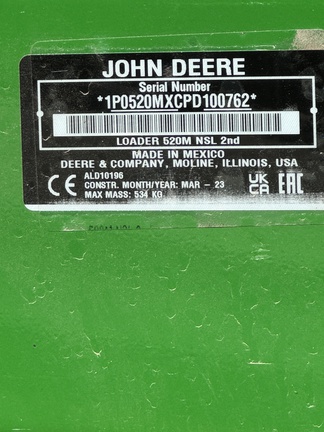 JOHN DEERE
Serial Number
*1P0520MXCPD100762*
LOADER 520M NSL 2nd
MADE IN MEXICO
DEERE & COMPANY, MOLINE, ILLINOIS, USA
ALD10196
CE CONSTR. MONTH/YEAR: MAR - 23 UK CA EAC
MAX MASS: 534 KG